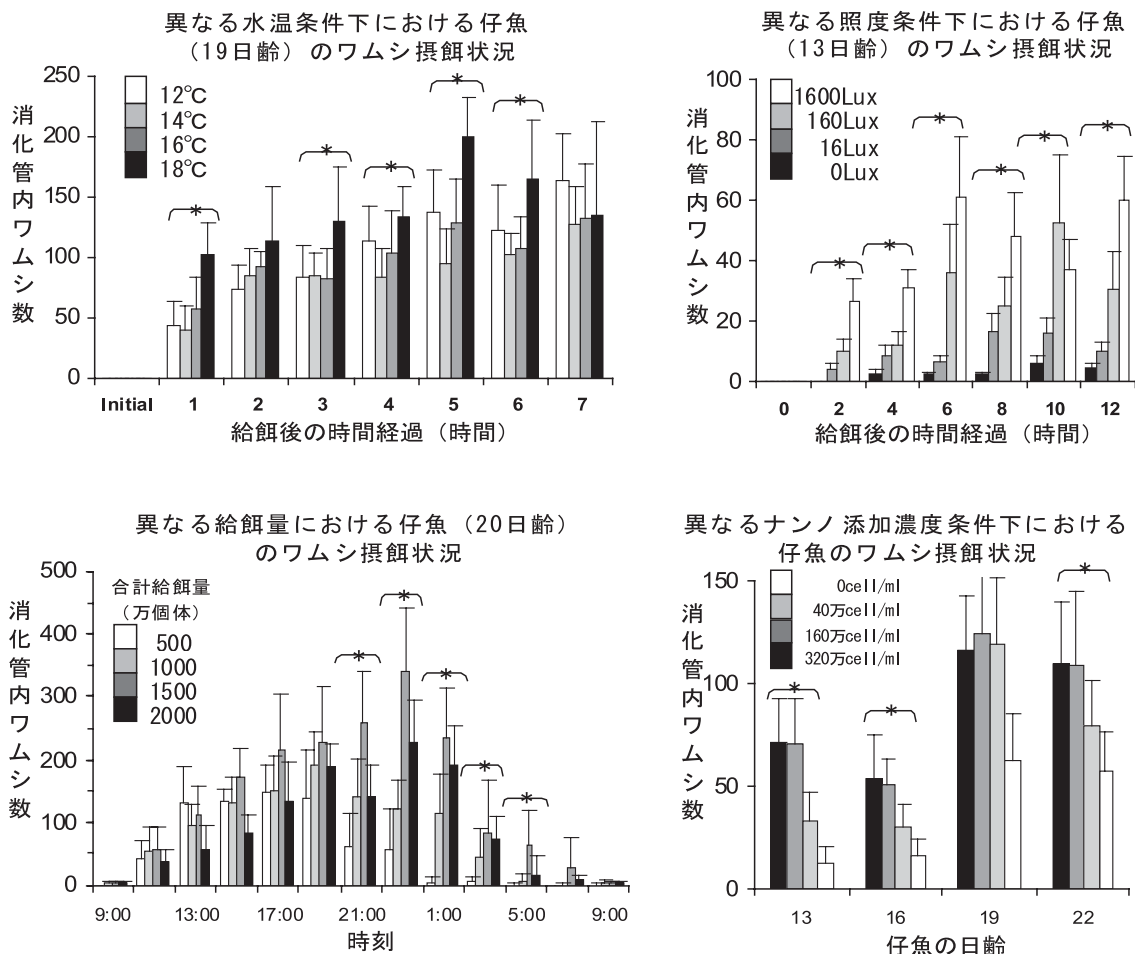 異なる水温条件下における仔魚
（19日齢）のワムシ摂餌状況
250
200
150
100
50
0
消化管内ワムシ数
12℃
14℃
16℃
18℃
*
*
*
*
*
Initial 1 2 3 4 5 6 7
給餌後の時間経過（時間）
異なる照度条件下における仔魚
（13日齢）のワムシ摂餌状況
100
80
60
40
20
0
消化管内ワムシ数
1600Lux
160Lux
16Lux
0Lux
*
*
*
*
*
*
0 2 4 6 8 10 12
給餌後の時間経過（時間）
異なる給餌量における仔魚（20日齢）
のワムシ摂餌状況
500
400
300
200
100
0
消化管内ワムシ数
合計給餌量
（万個体）
500
1000
1500
2000
*
*
*
*
*
9:00 13:00 17:00 21:00 1:00 5:00 9:00
時刻
異なるナンノ添加濃度条件下における
仔魚のワムシ摂餌状況
150
100
50
0
消化管内ワムシ数
0cell/ml
40万cell/ml
160万cell/ml
320万cell/ml
*
*
*
13 16 19 22
仔魚の日齢